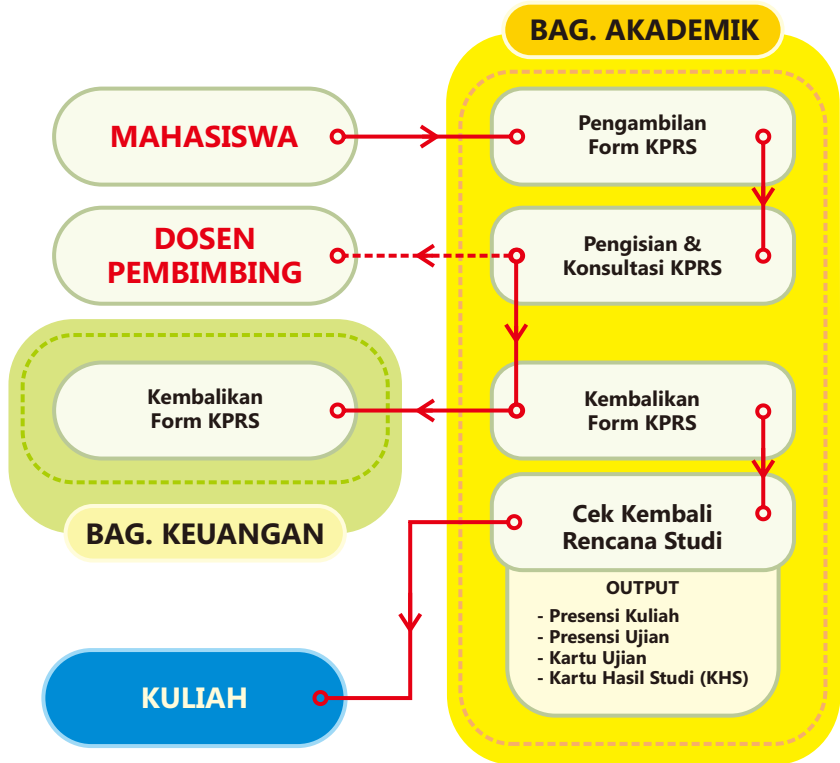 BAG. AKADEMIK
MAHASISWA
Pengambilan
Form KPRS
DOSEN
PEMBIMBING
Pengisian &
Konsultasi KPRS
Kembalikan
Form KPRS
Kembalikan
Form KPRS
BAG. KEUANGAN
Cek Kembali
Rencana Studi
OUTPUT
- Presensi Kuliah
- Presensi Ujian
- Kartu Ujian
- Kartu Hasil Studi (KHS)
KULIAH